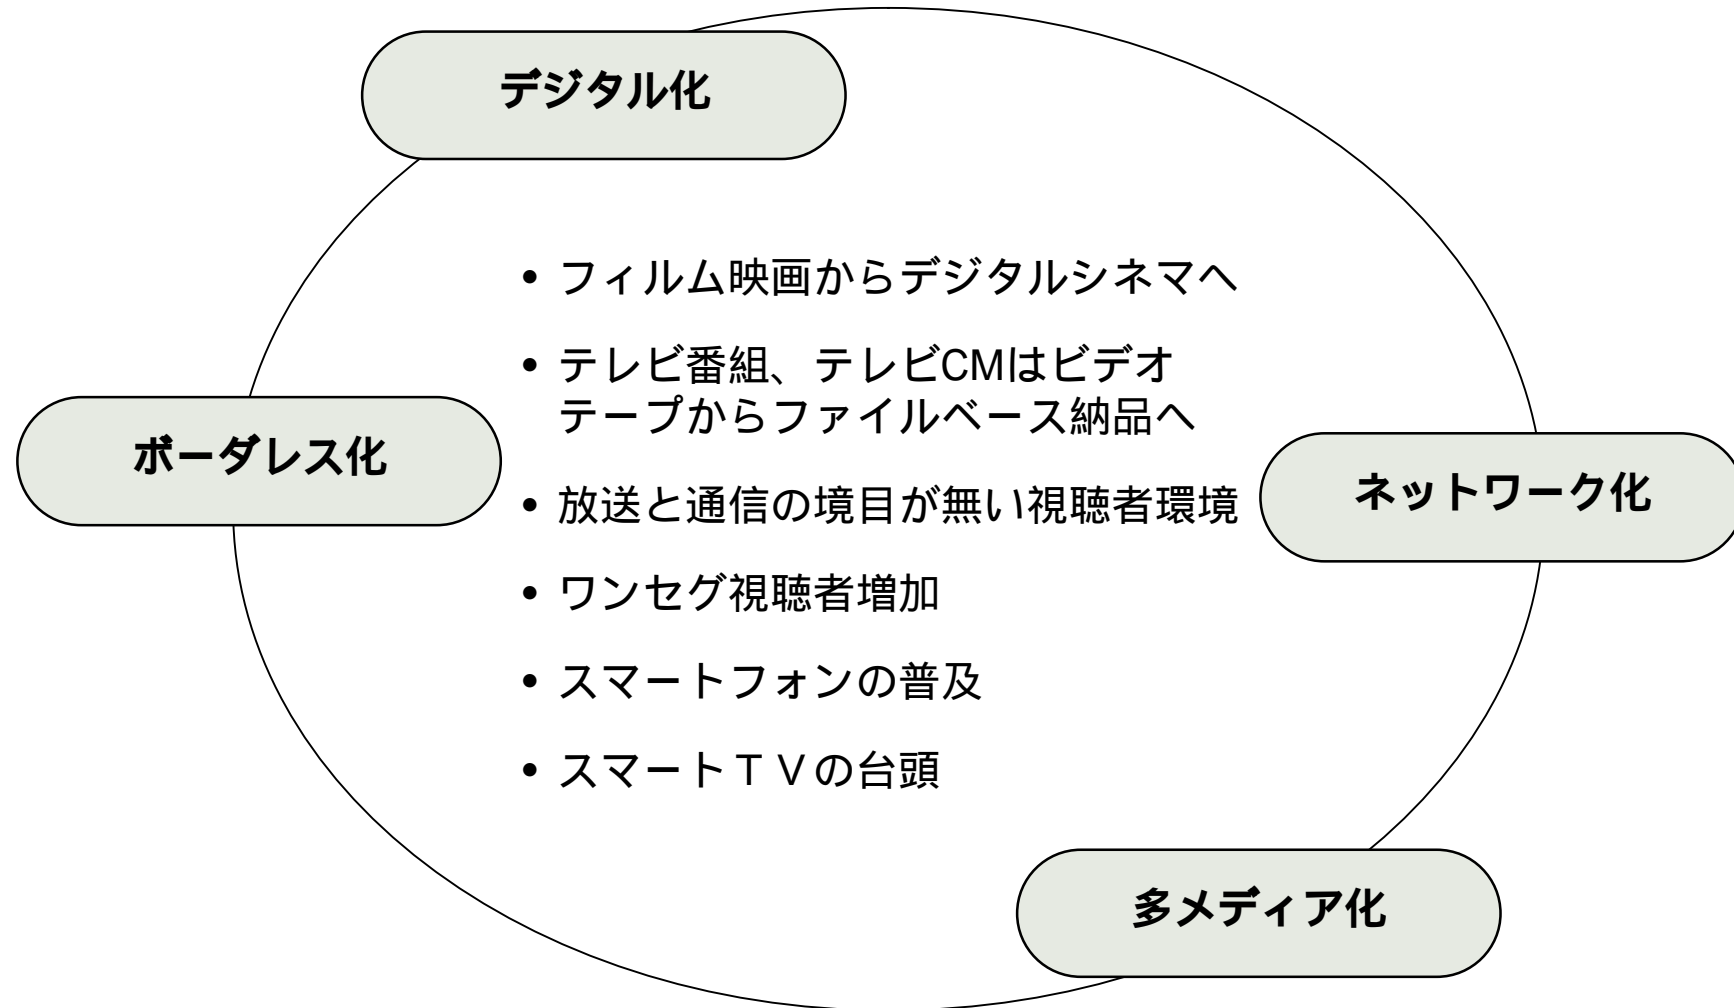 デジタル化
• フィルム映画からデジタルシネマへ
• テレビ番組、テレビCMはビデオ
テープからファイルベース納品へ
ボーダレス化
ネットワーク化
• 放送と通信の境目が無い視聴者環境
• ワンセグ視聴者増加
• スマートフォンの普及
• スマートＴＶの台頭
多メディア化